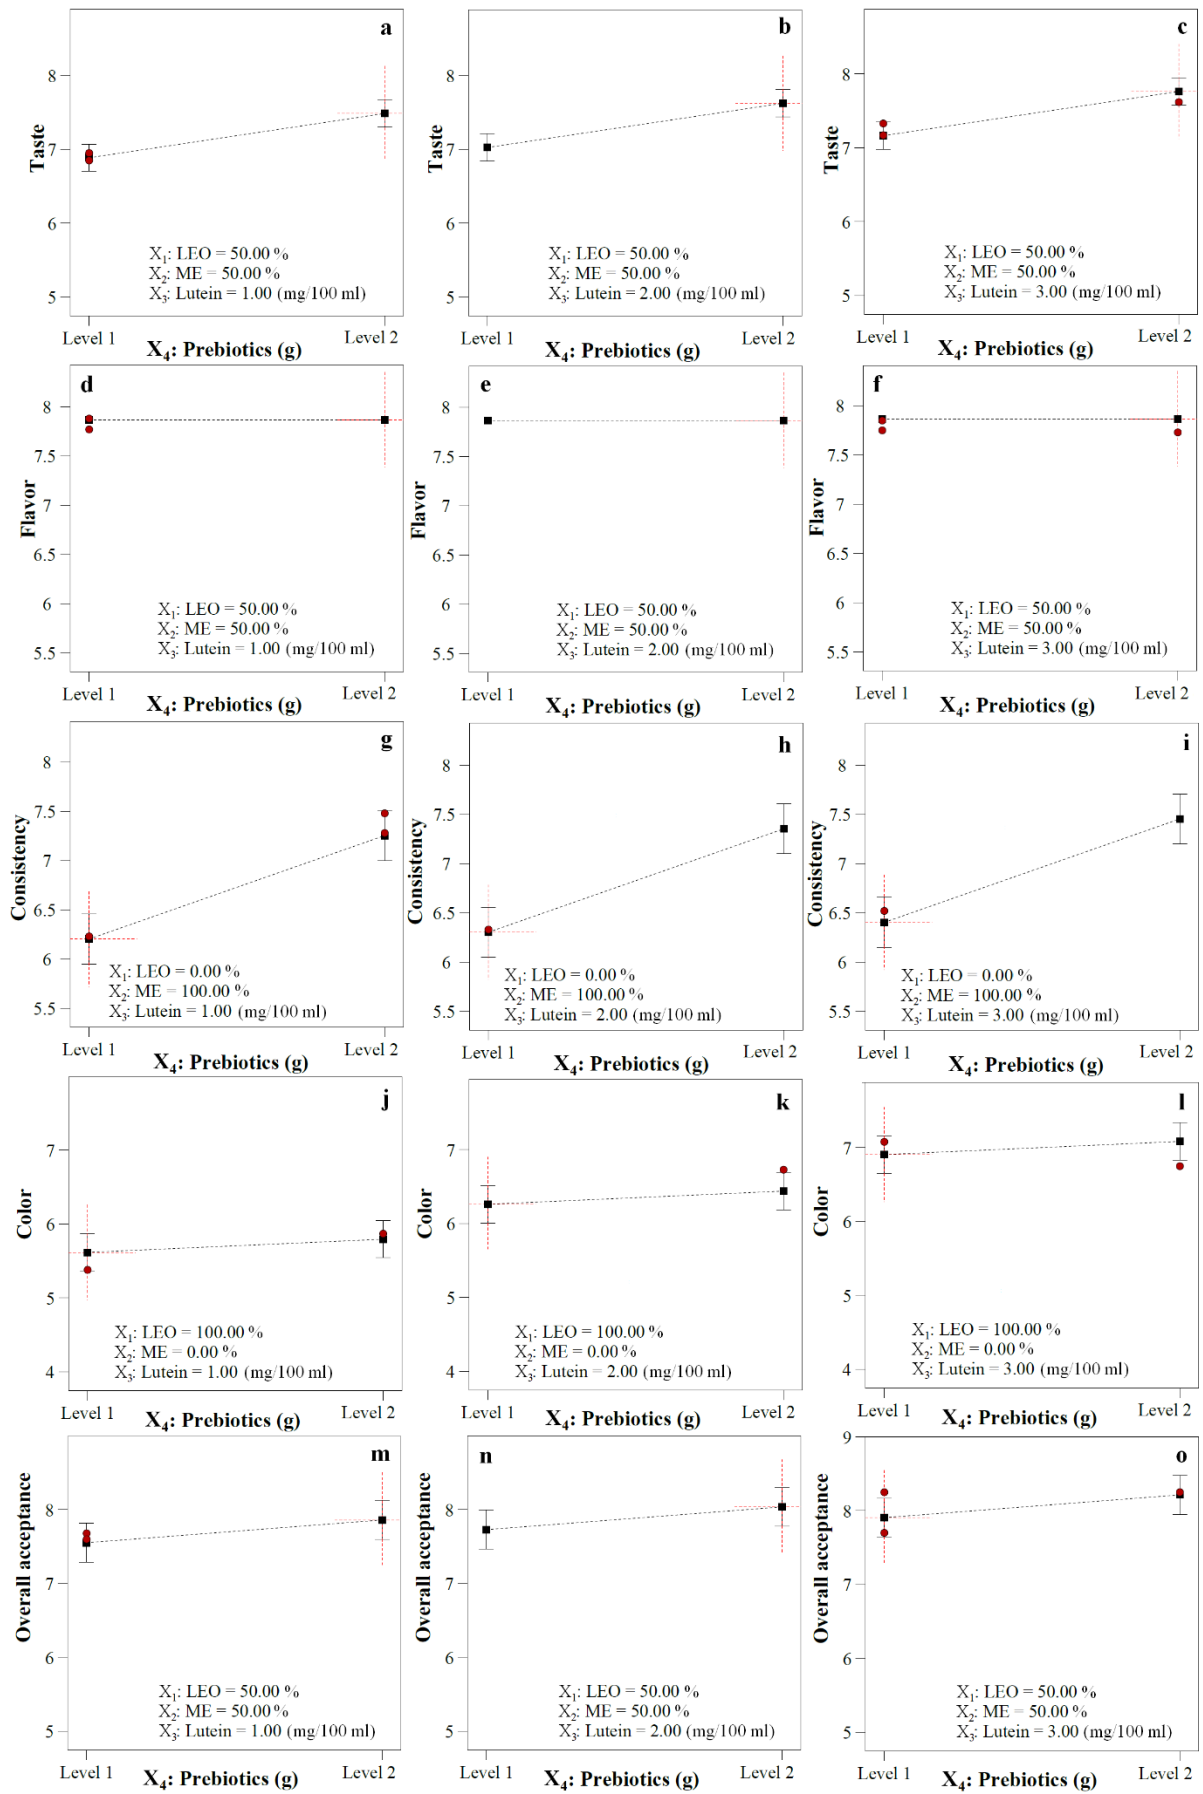 a
8
7
6
5
Taste
X₁: LEO = 50.00 %
X₂: ME = 50.00 %
X₃: Lutein = 1.00 (mg/100 ml)
Level 1
Level 2
X₄: Prebiotics (g)
b
8
7
6
5
Taste
X₁: LEO = 50.00 %
X₂: ME = 50.00 %
X₃: Lutein = 2.00 (mg/100 ml)
Level 1
Level 2
X₄: Prebiotics (g)
c
8
7
6
5
Taste
X₁: LEO = 50.00 %
X₂: ME = 50.00 %
X₃: Lutein = 3.00 (mg/100 ml)
Level 1
Level 2
X₄: Prebiotics (g)
d
8
7.5
7
6.5
6
5.5
Flavor
X₁: LEO = 50.00 %
X₂: ME = 50.00 %
X₃: Lutein = 1.00 (mg/100 ml)
Level 1
Level 2
X₄: Prebiotics (g)
e
8
7.5
7
6.5
6
5.5
Flavor
X₁: LEO = 50.00 %
X₂: ME = 50.00 %
X₃: Lutein = 2.00 (mg/100 ml)
Level 1
Level 2
X₄: Prebiotics (g)
f
8
7.5
7
6.5
6
5.5
Flavor
X₁: LEO = 50.00 %
X₂: ME = 50.00 %
X₃: Lutein = 3.00 (mg/100 ml)
Level 1
Level 2
X₄: Prebiotics (g)
g
8
7.5
7
6.5
6
5.5
Consistency
X₁: LEO = 0.00 %
X₂: ME = 100.00 %
X₃: Lutein = 1.00 (mg/100 ml)
Level 1
Level 2
X₄: Prebiotics (g)
h
8
7.5
7
6.5
6
5.5
Consistency
X₁: LEO = 0.00 %
X₂: ME = 100.00 %
X₃: Lutein = 2.00 (mg/100 ml)
Level 1
Level 2
X₄: Prebiotics (g)
i
8
7.5
7
6.5
6
5.5
Consistency
X₁: LEO = 0.00 %
X₂: ME = 100.00 %
X₃: Lutein = 3.00 (mg/100 ml)
Level 1
Level 2
X₄: Prebiotics (g)
j
7
6
5
4
Color
X₁: LEO = 100.00 %
X₂: ME = 0.00 %
X₃: Lutein = 1.00 (mg/100 ml)
Level 1
Level 2
X₄: Prebiotics (g)
k
7
6
5
4
Color
X₁: LEO = 100.00 %
X₂: ME = 0.00 %
X₃: Lutein = 2.00 (mg/100 ml)
Level 1
Level 2
X₄: Prebiotics (g)
l
7
6
5
4
Color
X₁: LEO = 100.00 %
X₂: ME = 0.00 %
X₃: Lutein = 3.00 (mg/100 ml)
Level 1
Level 2
X₄: Prebiotics (g)
m
8
7
6
5
Overall acceptance
X₁: LEO = 50.00 %
X₂: ME = 50.00 %
X₃: Lutein = 1.00 (mg/100 ml)
Level 1
Level 2
X₄: Prebiotics (g)
n
8
7
6
5
Overall acceptance
X₁: LEO = 50.00 %
X₂: ME = 50.00 %
X₃: Lutein = 2.00 (mg/100 ml)
Level 1
Level 2
X₄: Prebiotics (g)
o
9
8
7
6
5
Overall acceptance
X₁: LEO = 50.00 %
X₂: ME = 50.00 %
X₃: Lutein = 3.00 (mg/100 ml)
Level 1
Level 2
X₄: Prebiotics (g)